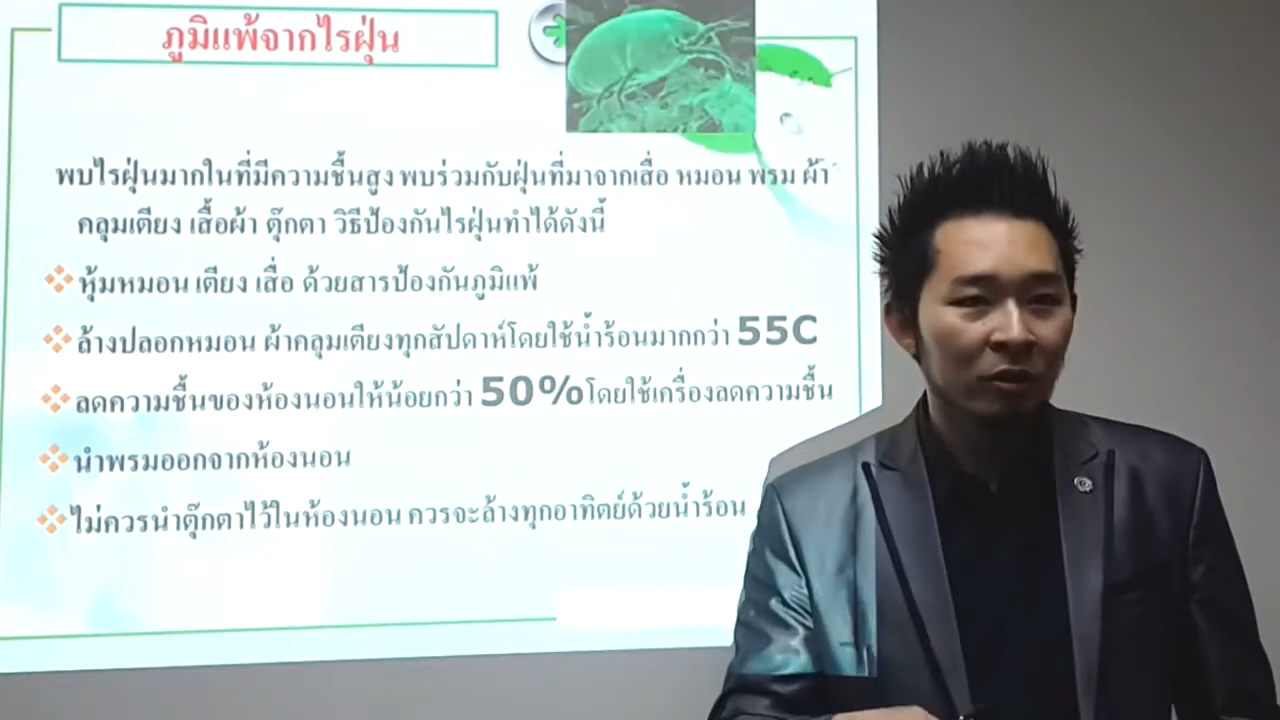 ภูมิแพ้จากไรฝุ่น
พบไรฝุ่นมากในที่มีความชื้นสูง พบร่วมกับฝุ่นที่มาจากเสื่อ หมอน พรม ผ้า
คลุมเตียง เสื้อผ้า ตุ๊กตา วิธีป้องกันไรฝุ่นทำได้ดังนี้
หุ้มหมอน เตียง เสื่อ ด้วยสารป้องกันภูมิแพ้
ล้างปลอกหมอน ผ้าคลุมเตียงทุกสัปดาห์โดยใช้น้ำร้อนมากกว่า 55C
ลดความชื้นของห้องนอนให้น้อยกว่า 50%โดยใช้เครื่องลดความชื้น
นำพรมออกจากห้องนอน
ไม่ควรนำตุ๊กตาไว้ในห้องนอน ควรจะล้างทุกอาทิตย์ด้วยน้ำร้อน